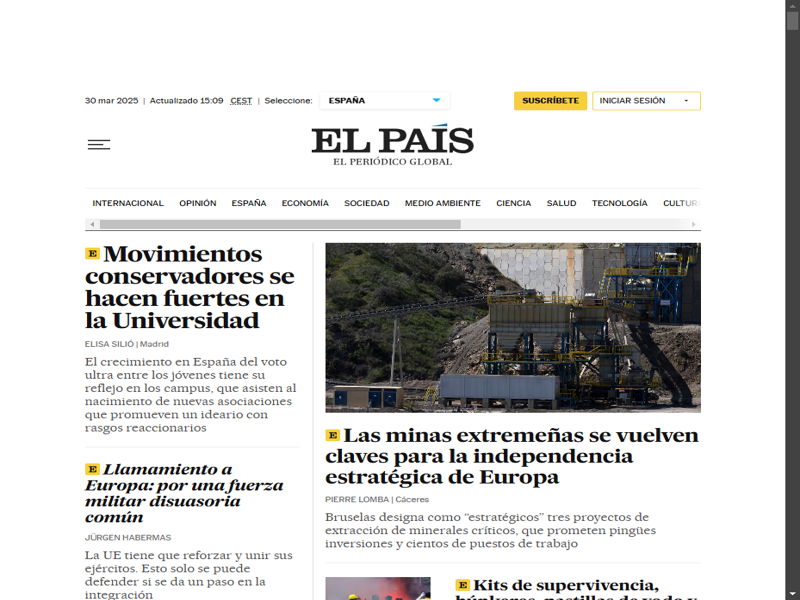 30 mar 2025 | Actualizado 15:09 CEST | Seleccione: ESPAÑA
SUSCRÍBETE
INICIAR SESIÓN
EL PAÍS
EL PERIÓDICO GLOBAL
INTERNACIONAL OPINIÓN ESPAÑA ECONOMÍA SOCIEDAD MEDIO AMBIENTE CIENCIA SALUD TECNOLOGÍA CULTURA
E Movimientos
conservadores se
hacen fuertes en
la Universidad
ELISA SILIÓ | Madrid
El crecimiento en España del voto
ultra entre los jóvenes tiene su
reflejo en los campus, que asisten al
nacimiento de nuevas asociaciones
que promueven un ideario con
rasgos reaccionarios
E Llamamiento a
Europa: por una fuerza
militar disuasoria
común
JÜRGEN HABERMAS
La UE tiene que reforzar y unir sus
ejércitos. Esto solo se puede
defender si se da un paso en la
integración
E Las minas extremeñas se vuelven
claves para la independencia
estratégica de Europa
PIERRE LOMBA | Cáceres
Bruselas designa como “estratégicos” tres proyectos de
extracción de minerales críticos, que prometen pingües
inversiones y cientos de puestos de trabajo
E Kits de supervivencia,
búnkeres, pastillas de yodo y